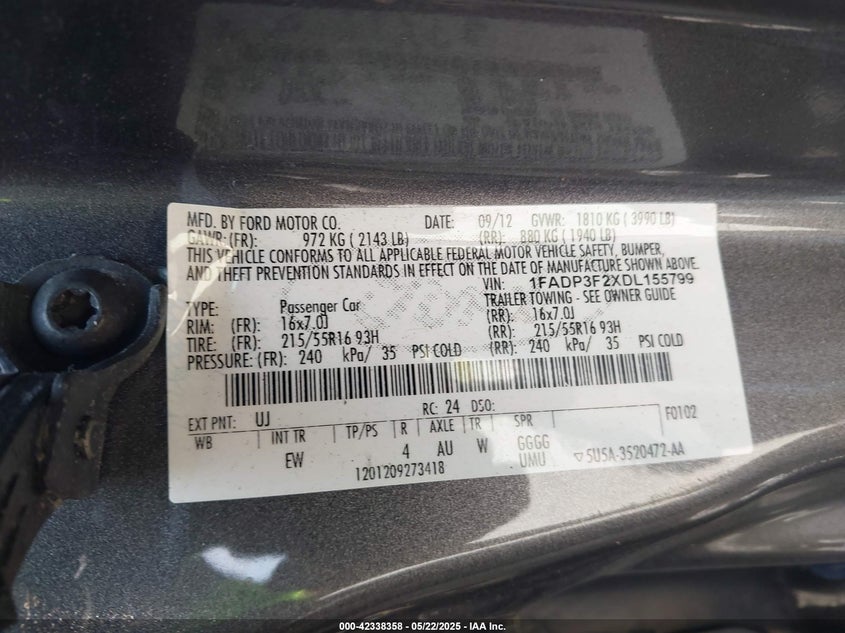 MFD. BY FORD MOTOR CO. DATE: 09/12 GVWR: 1810 KG ( 3990 LB)
GAWR: (FR): 972 KG ( 2143 LB) (RR): 880 KG ( 1940 LB)
THIS VEHICLE CONFORMS TO ALL APPLICABLE FEDERAL MOTOR VEHICLE SAFETY, BUMPER,
AND THEFT PREVENTION STANDARDS IN EFFECT ON THE DATE OF MANUFACTURE SHOWN ABOVE.
VIN: 1FADP3F2XDL155799
TYPE: Passenger Car TRAILER TOWING - SEE OWNER GUIDE
RIM: (FR): 16x7.0J (RR): 16x7.0J
TIRE: (FR): 215/55R16 93H (RR): 215/55R16 93H
PRESSURE: (FR): 240 kPa/ 35 PSI COLD (RR): 240 kPa/ 35 PSI COLD
EXT PNT: UJ RC: 24 DSO: F0102
WB INT TR TP/PS R AXLE TR SPR
EW 4 AU W GGGG
1201209273418 UMU ▽5U5A-3520472-AA
000-42338358 - 05/22/2025 - IAA Inc.